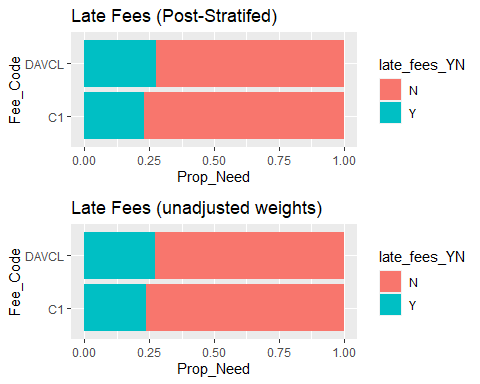 Late Fees (Post-Stratifed)
Fee_Code
DAVCL
C1
0.00 0.25 0.50 0.75 1.00
Prop_Need
late_fees_YN
N
Y
Late Fees (unadjusted weights)
Fee_Code
DAVCL
C1
0.00 0.25 0.50 0.75 1.00
Prop_Need
late_fees_YN
N
Y